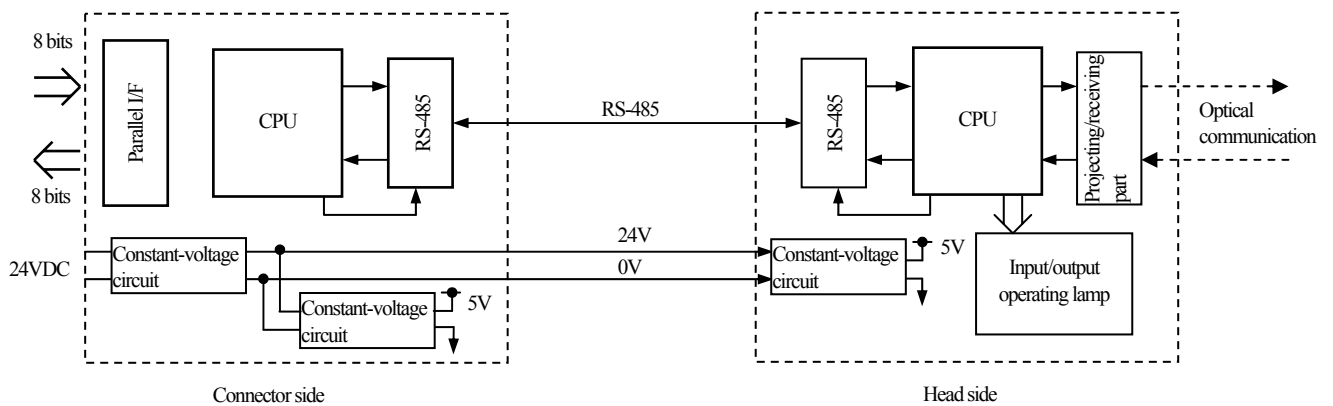 8 bits
Parallel I/F
8 bits
CPU
RS-485
RS-485
RS-485
CPU
Projecting/receiving
part
Optical
communication
24VDC
Constant-voltage
circuit
24V
0V
Constant-voltage
circuit
5V
Constant-voltage
circuit
5V
Input/output
operating lamp
Connector side
Head side